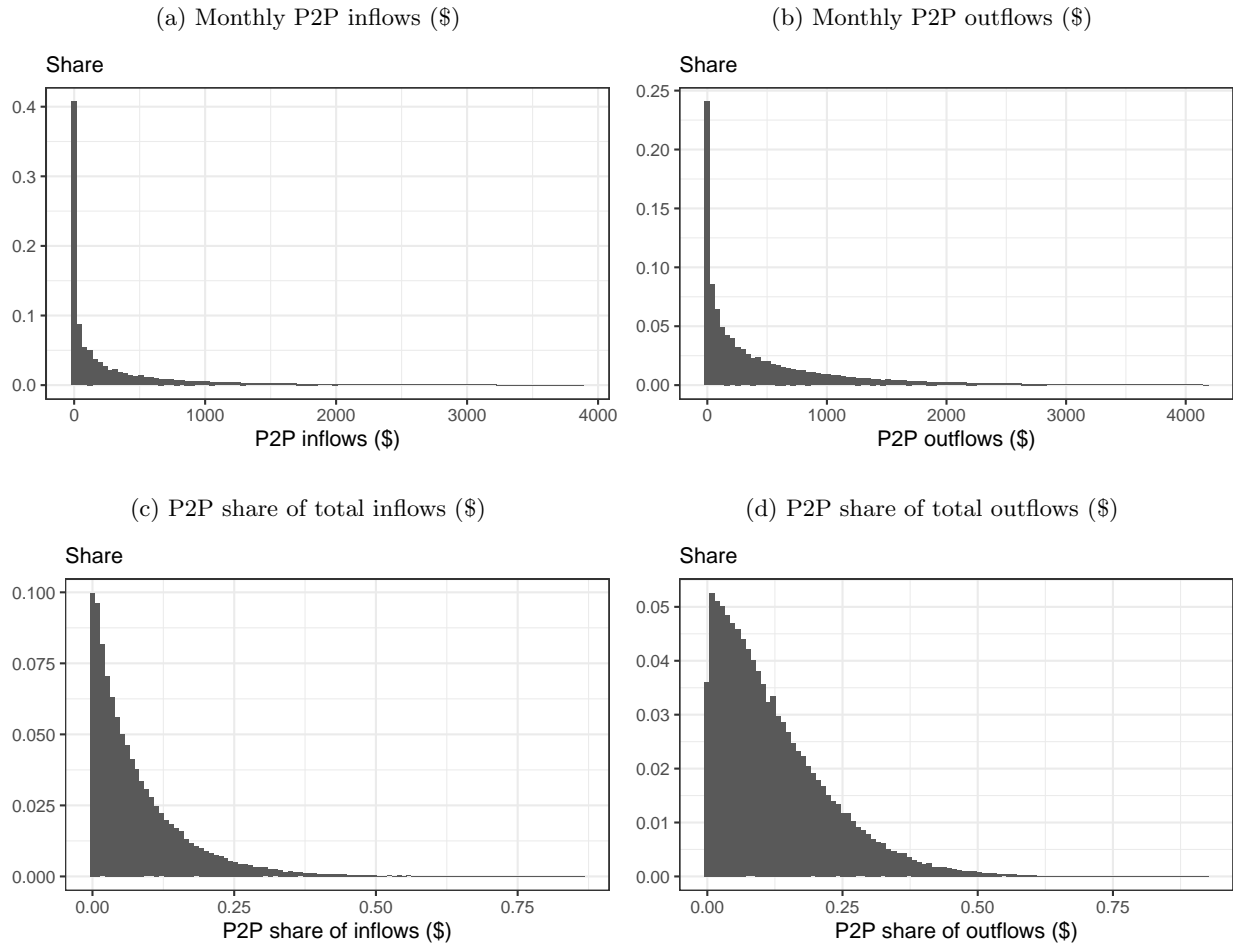 (a) Monthly P2P inflows ($)
Share
0.4
0.3
0.2
0.1
0.0
0 1000 2000 3000 4000
P2P inflows ($)
(b) Monthly P2P outflows ($)
Share
0.25
0.20
0.15
0.10
0.05
0.00
0 1000 2000 3000 4000
P2P outflows ($)
(c) P2P share of total inflows ($)
Share
0.100
0.075
0.050
0.025
0.000
0.00 0.25 0.50 0.75
P2P share of inflows ($)
(d) P2P share of total outflows ($)
Share
0.05
0.04
0.03
0.02
0.01
0.00
0.00 0.25 0.50 0.75
P2P share of outflows ($)